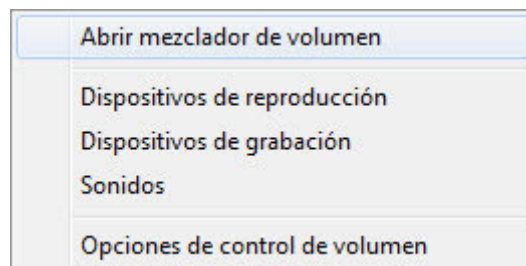 Abrir mezclador de volumen
Dispositivos de reproducción
Dispositivos de grabación
Sonidos
Opciones de control de volumen